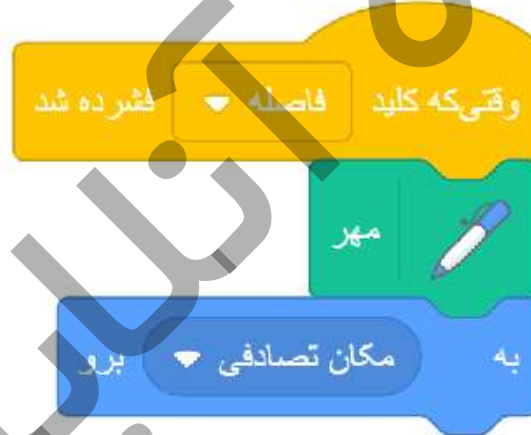 وقتی‌که کلید فاصله فشرده شد
مهر
به مکان تصادفی برو